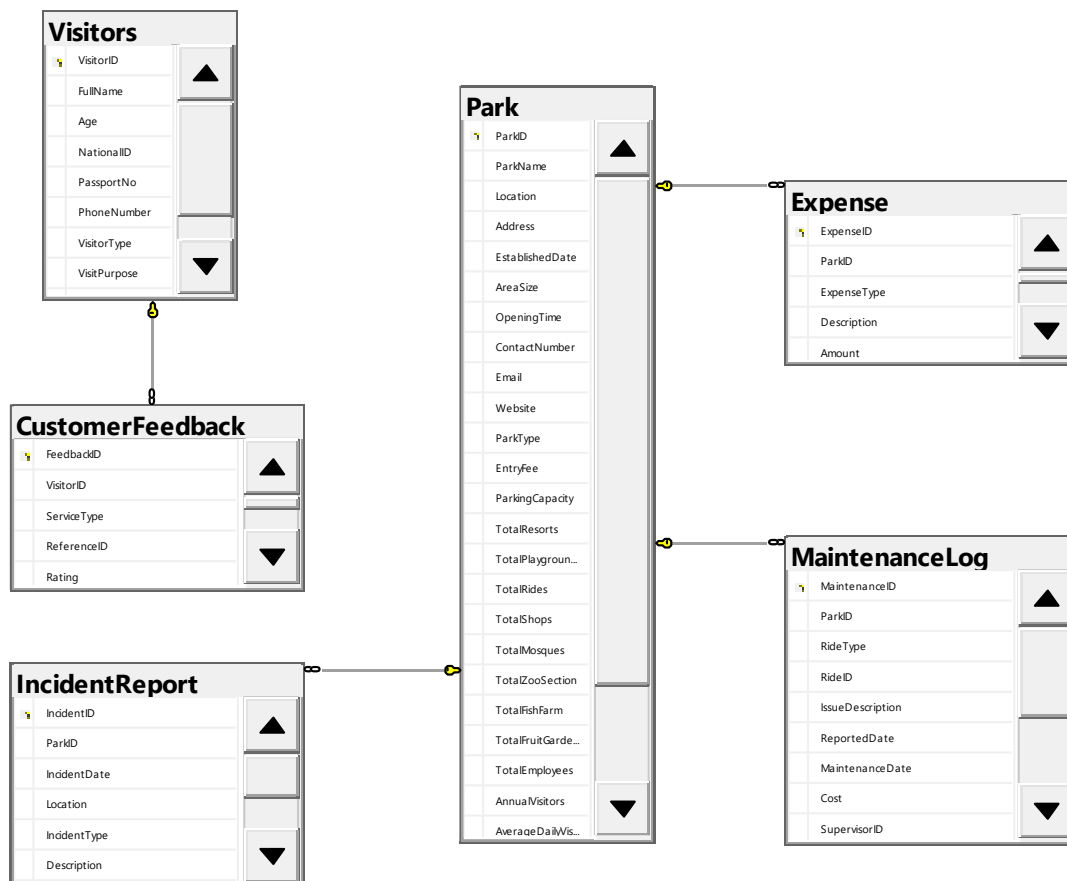 Visitors
VisitorID
FullName
Age
NationalID
PassportNo
PhoneNumber
VisitorType
VisitPurpose
CustomerFeedback
FeedbackID
VisitorID
ServiceType
ReferenceID
Rating
IncidentReport
IncidentID
ParkID
IncidentDate
Location
IncidentType
Description
Park
ParkID
ParkName
Location
Address
EstablishedDate
AreaSize
OpeningTime
ContactNumber
Email
Website
ParkType
EntryFee
ParkingCapacity
TotalResorts
TotalPlaygroun...
TotalRides
TotalShops
TotalMosques
TotalZooSection
TotalFishFarm
TotalFruitGarde...
TotalEmployees
AnnualVisitors
AverageDailyVis...
Expense
ExpenseID
ParkID
ExpenseType
Description
Amount
MaintenanceLog
MaintenanceID
ParkID
RideType
RideID
IssueDescription
ReportedDate
MaintenanceDate
Cost
SupervisorID